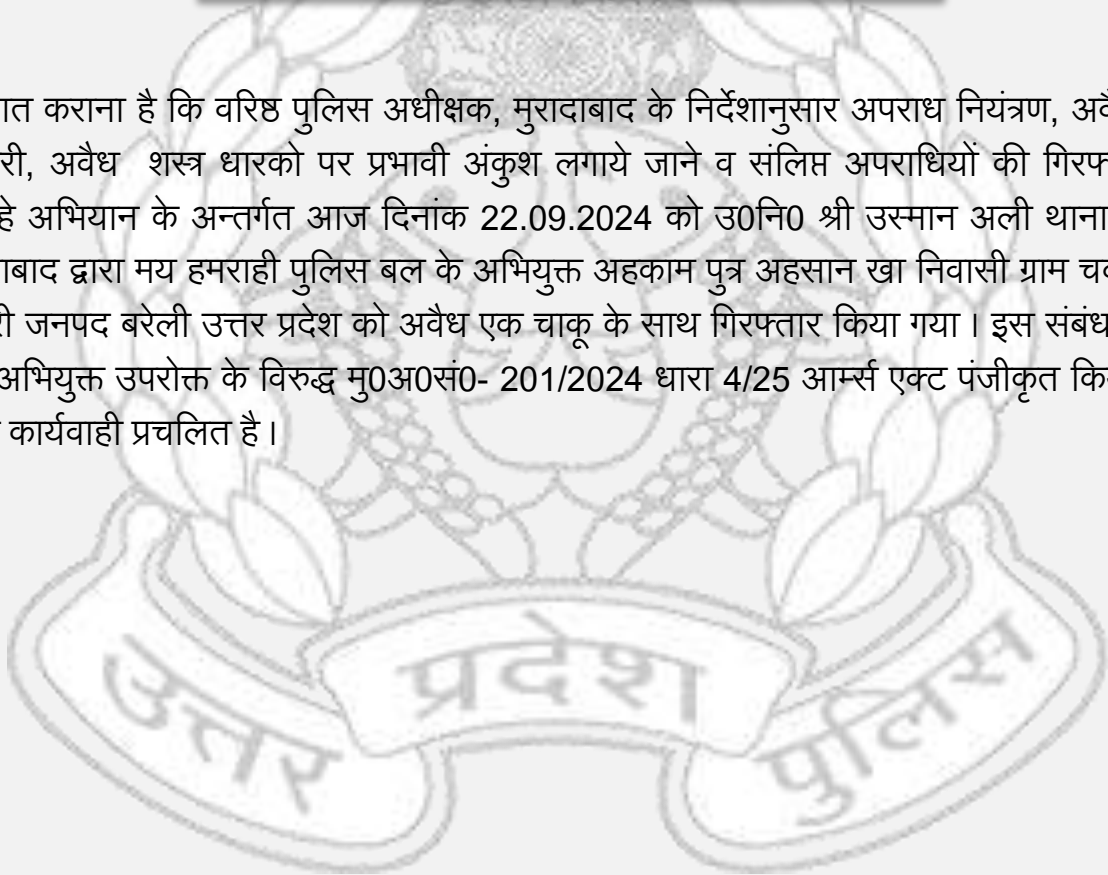 ात कराना है कि वरिष्ठ पुलिस अधीक्षक, मुरादाबाद के निर्देशानुसार अपराध नियंत्रण, अवै
री, अवैध शस्त्र धारको पर प्रभावी अंकुश लगाये जाने व संलिप्त अपराधियों की गिरफ्
हे अभियान के अन्तर्गत आज दिनांक 22.09.2024 को उ0नि0 श्री उस्मान अली थाना
ाबाद द्वारा मय हमराही पुलिस बल के अभियुक्त अहकाम पुत्र अहसान खा निवासी ग्राम
री जनपद बरेली उत्तर प्रदेश को अवैध एक चाकू के साथ गिरफ्तार किया गया । इस संबंध
अभियुक्त उपरोक्त के विरुद्ध मु0अ0सं0- 201/2024 धारा 4/25 आर्म्स एक्ट पंजीकृत
कार्यवाही प्रचलित है ।
उत्तर प्रदेश पुलिस